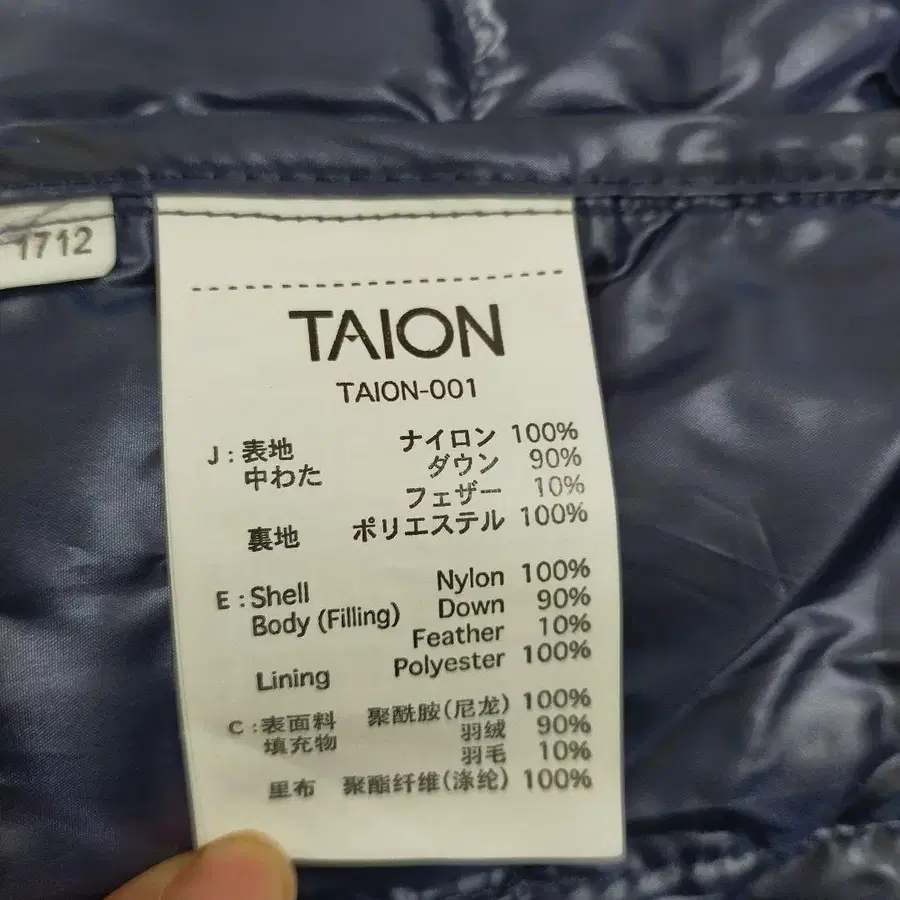 1712
TAION
TAION-001
J : 表地 ナイロン 100%
中わた ダウン 90%
フェザー 10%
裏地 ポリエステル 100%
E : Shell Nylon 100%
Body (Filling) Down 90%
Feather 10%
Lining Polyester 100%
C : 表面料 聚酰胺(尼龙) 100%
填充物 羽绒 90%
羽毛 10%
里布 聚酯纤维(涤纶) 100%